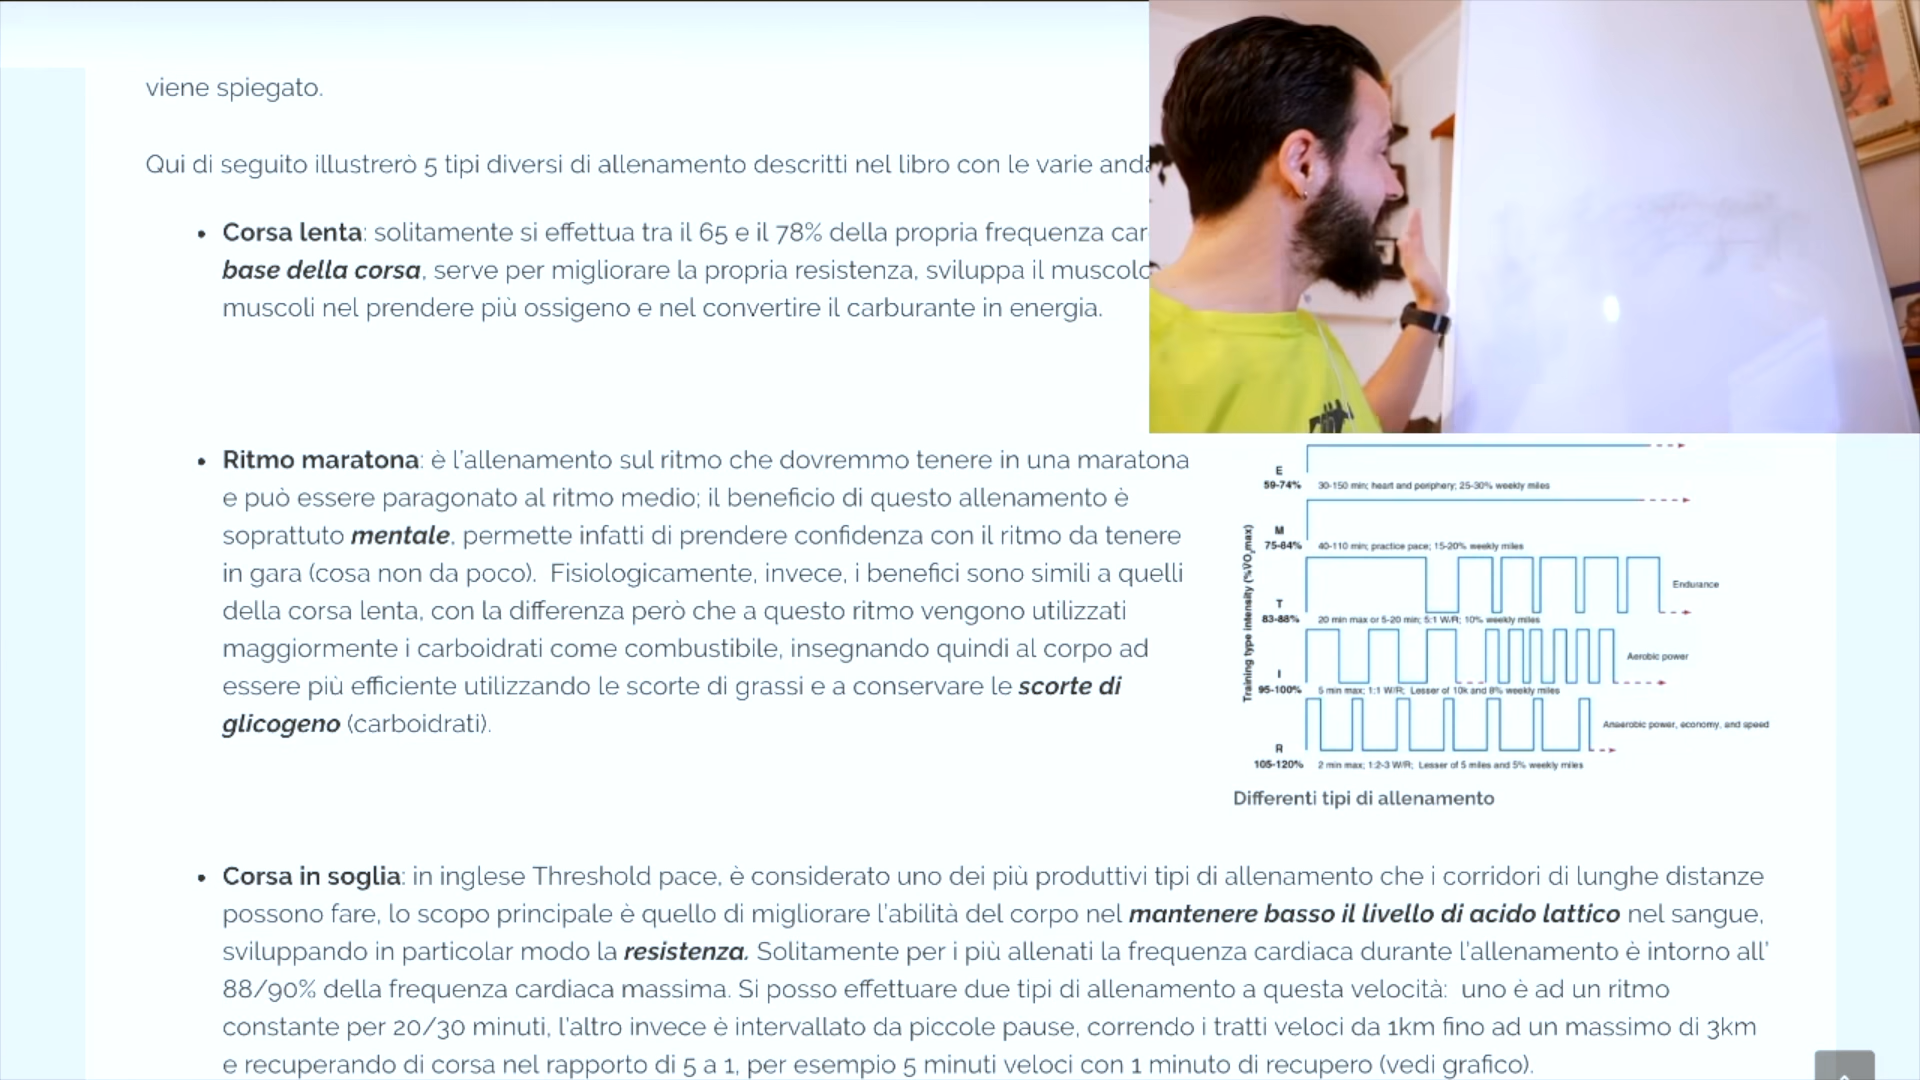 viene spiegato.
Qui di seguito illustrerò 5 tipi diversi di allenamento descritti nel libro con le varie
Corsa lenta: solitamente si effettua tra il 65 e il 78% della propria frequenza
base della corsa, serve per migliorare la propria resistenza, sviluppa il
muscoli nel prendere più ossigeno e nel convertire il carburante in energia.
Ritmo maratona: è l'allenamento sul ritmo che dovremmo tenere in una maratona
e può essere paragonato al ritmo medio; il beneficio di questo allenamento è
soprattuto mentale, permette infatti di prendere confidenza con il ritmo da tenere
in gara (cosa non da poco). Fisiologicamente, invece, i benefici sono simili a quelli
della corsa lenta, con la differenza però che a questo ritmo vengono utilizzati
maggiormente i carboidrati come combustibile, insegnando quindi al corpo ad
essere più efficiente utilizzando le scorte di grassi e a conservare le scorte di
glicogeno (carboidrati).
Training type intensity (%VO2max)
E
59-74% 30-150 min; heart and periphery; 25-30% weekly miles
M
75-84% 40-110 min; practice pace; 15-20% weekly miles
Endurance
T
83-88% 20 min max or 5-20 min; 5:1 W/R; 10% weekly miles
Aerobic power
I
95-100% 5 min max; 1:1 W/R; Lesser of 10k and 8% weekly miles
Anaerobic power, economy, and speed
R
105-120% 2 min max; 1:2-3 W/R; Lesser of 5 miles and 5% weekly miles
Differenti tipi di allenamento
Corsa in soglia: in inglese Threshold pace, è considerato uno dei più produttivi tipi di allenamento che i corridori di lunghe distanze
possono fare, lo scopo principale è quello di migliorare l'abilità del corpo nel mantenere basso il livello di acido lattico nel sangue,
sviluppando in particolar modo la resistenza. Solitamente per i più allenati la frequenza cardiaca durante l'allenamento è intorno all'
88/90% della frequenza cardiaca massima. Si posso effettuare due tipi di allenamento a questa velocità: uno è ad un ritmo
constante per 20/30 minuti, l'altro invece è intervallato da piccole pause, correndo i tratti veloci da 1km fino ad un massimo di 3km
e recuperando di corsa nel rapporto di 5 a 1, per esempio 5 minuti veloci con 1 minuto di recupero (vedi grafico).